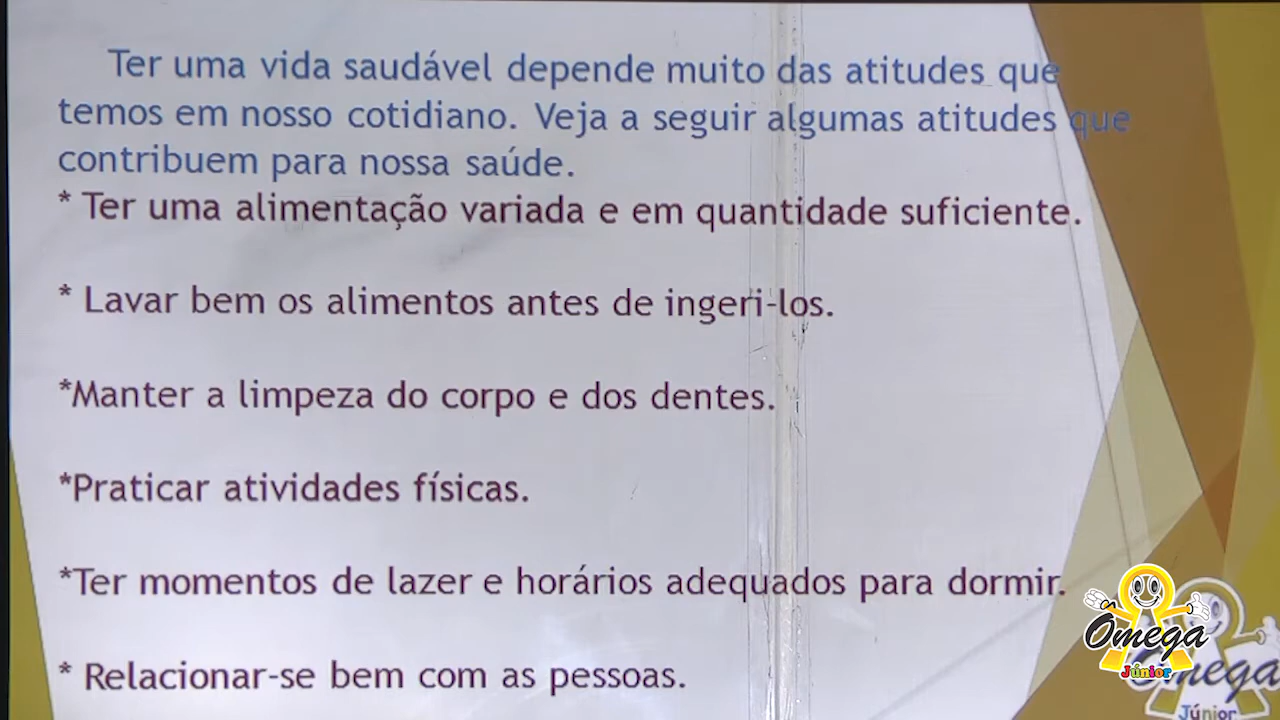 Ter uma vida saudável depende muito das atitudes que
temos em nosso cotidiano. Veja a seguir algumas atitudes que
contribuem para nossa saúde.
* Ter uma alimentação variada e em quantidade suficiente.
* Lavar bem os alimentos antes de ingeri-los.
*Manter a limpeza do corpo e dos dentes.
*Praticar atividades físicas.
*Ter momentos de lazer e horários adequados para dormir.
* Relacionar-se bem com as pessoas.
Ômega
Júnior
Ômega
Júnior